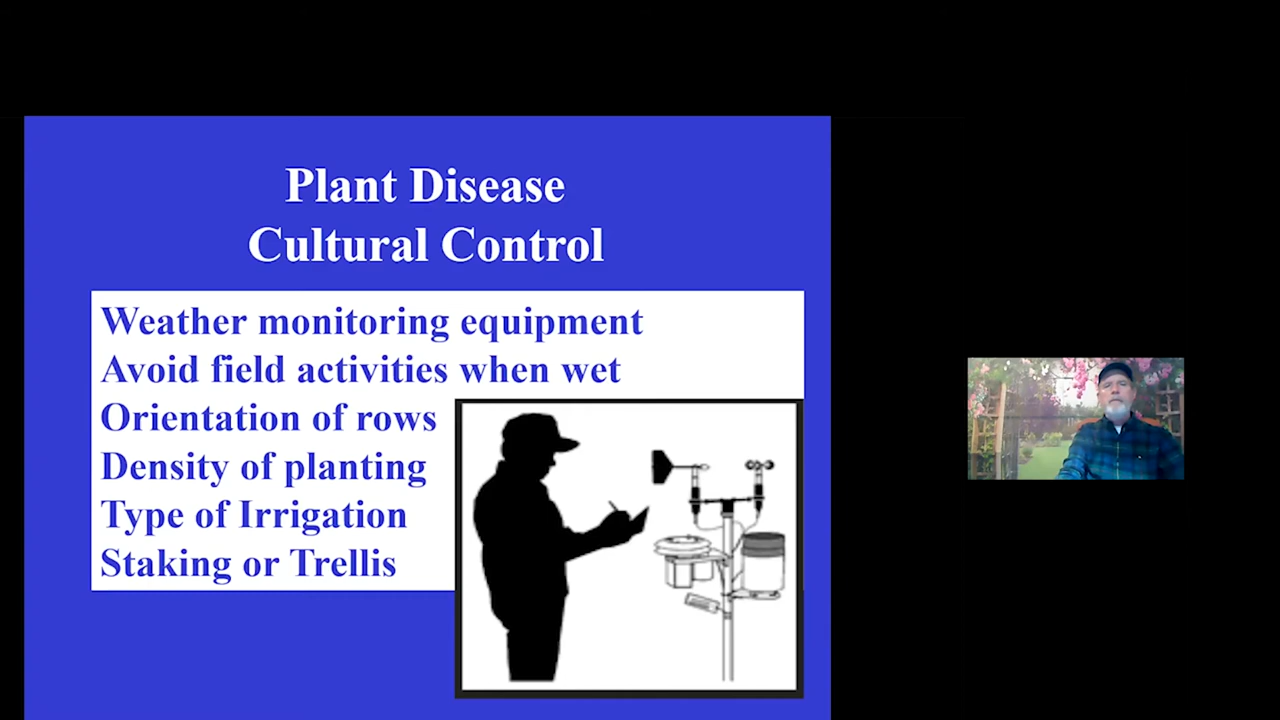 Plant Disease
Cultural Control
Weather monitoring equipment
Avoid field activities when wet
Orientation of rows
Density of planting
Type of Irrigation
Staking or Trellis